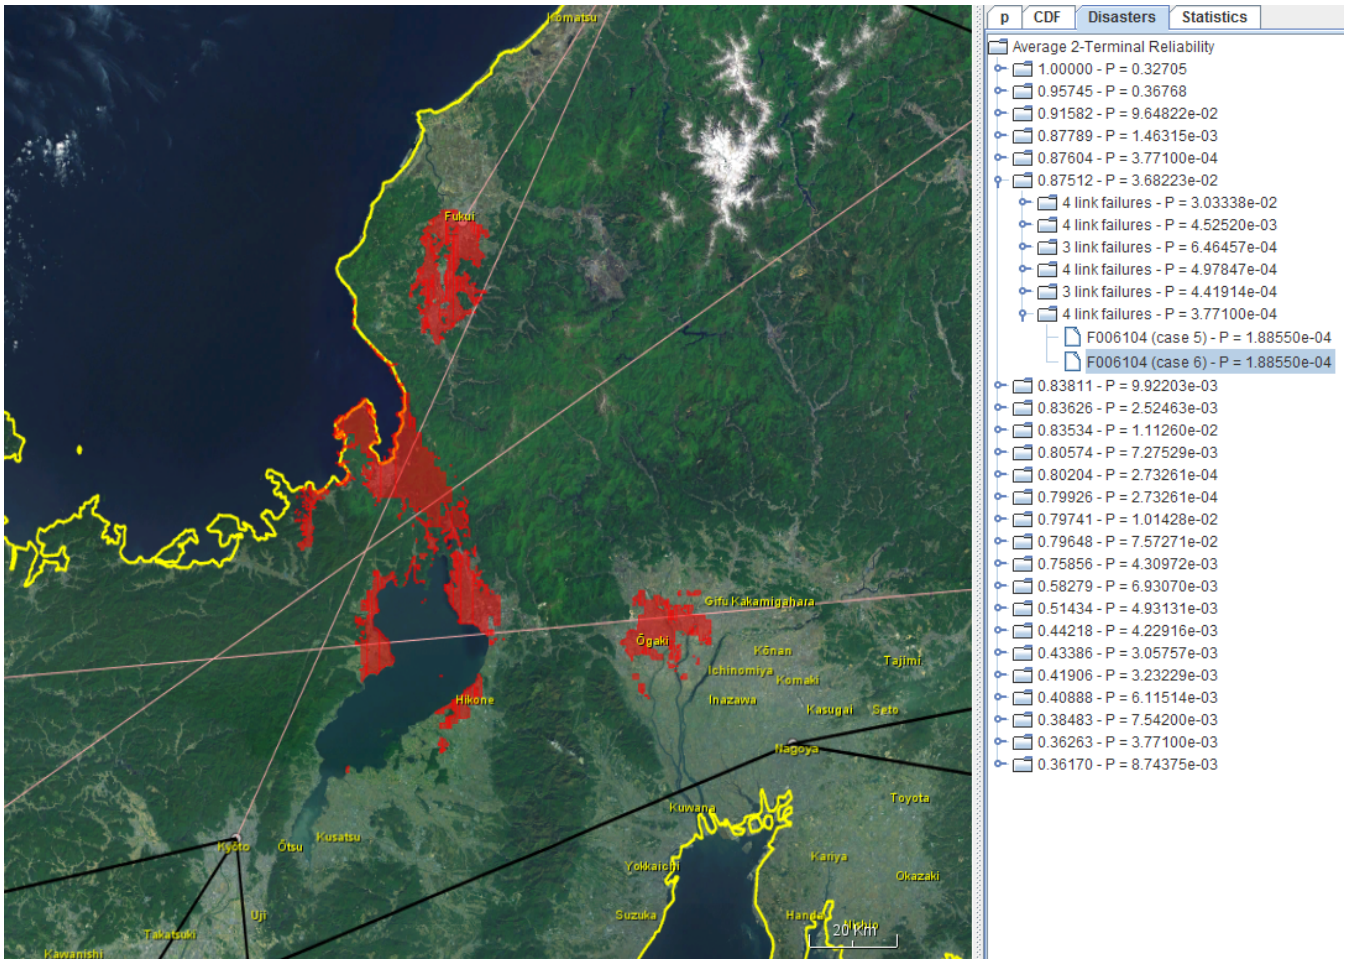 Komatsu
Fukui
Gifu Kakamigahara
Ōgaki
Kōnan
Ichinomiya
Komaki
Tajimi
Hikone
Inazawa
Kasugai
Seto
Nagoya
Toyota
Kuwana
Kyōto
Ōtsu
Kusatsu
Yokkaichi
Kariya
Okazaki
Uji
Suzuka
Handa
Nishio
Takatsuki
20 Km
Kawanishi
p
CDF
Disasters
Statistics
Average 2-Terminal Reliability
1.00000 - P = 0.32705
0.95745 - P = 0.36768
0.91582 - P = 9.64822e-02
0.87789 - P = 1.46315e-03
0.87604 - P = 3.77100e-04
0.87512 - P = 3.68223e-02
4 link failures - P = 3.03338e-02
4 link failures - P = 4.52520e-03
3 link failures - P = 6.46457e-04
4 link failures - P = 4.97847e-04
3 link failures - P = 4.41914e-04
4 link failures - P = 3.77100e-04
F006104 (case 5) - P = 1.88550e-04
F006104 (case 6) - P = 1.88550e-04
0.83811 - P = 9.92203e-03
0.83626 - P = 2.52463e-03
0.83534 - P = 1.11260e-02
0.80574 - P = 7.27529e-03
0.80204 - P = 2.73261e-04
0.79926 - P = 2.73261e-04
0.79741 - P = 1.01428e-02
0.79648 - P = 7.57271e-02
0.75856 - P = 4.30972e-03
0.58279 - P = 6.93070e-03
0.51434 - P = 4.93131e-03
0.44218 - P = 4.22916e-03
0.43386 - P = 3.05757e-03
0.41906 - P = 3.23229e-03
0.40888 - P = 6.11514e-03
0.38483 - P = 7.54200e-03
0.36263 - P = 3.77100e-03
0.36170 - P = 8.74375e-03